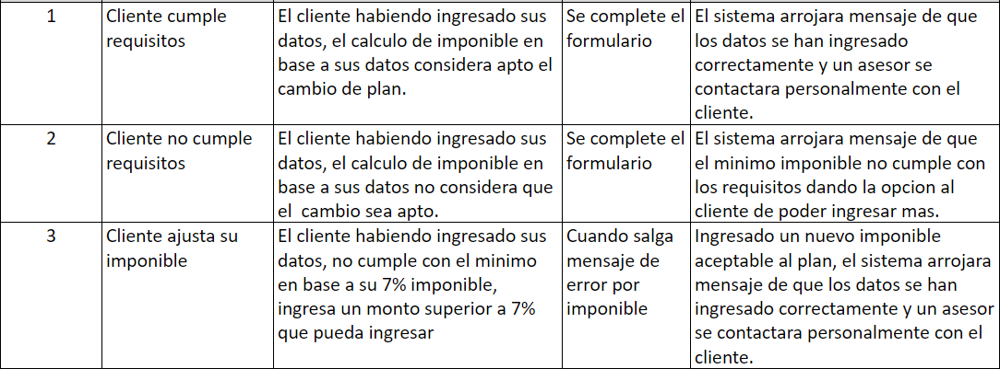 1
Cliente cumple
requisitos
El cliente habiendo ingresado sus
datos, el calculo de imponible en
base a sus datos considera apto el
cambio de plan.
Se complete el
formulario
El sistema arrojara mensaje de que
los datos se han ingresado
correctamente y un asesor se
contactara personalmente con el
cliente.
2
Cliente no cumple
requisitos
El cliente habiendo ingresado sus
datos, el calculo de imponible en
base a sus datos no considera que
el  cambio sea apto.
Se complete el
formulario
El sistema arrojara mensaje de que
el minimo imponible no cumple con
los requisitos dando la opcion al
cliente de poder ingresar mas.
3
Cliente ajusta su
imponible
El cliente habiendo ingresado sus
datos, no cumple con el minimo
en base a su 7% imponible,
ingresa un monto superior a 7%
que pueda ingresar
Cuando salga
mensaje de
error por
imponible
Ingresado un nuevo imponible
aceptable al plan, el sistema arrojara
mensaje de que los datos se han
ingresado correctamente y un asesor
se contactara personalmente con el
cliente.